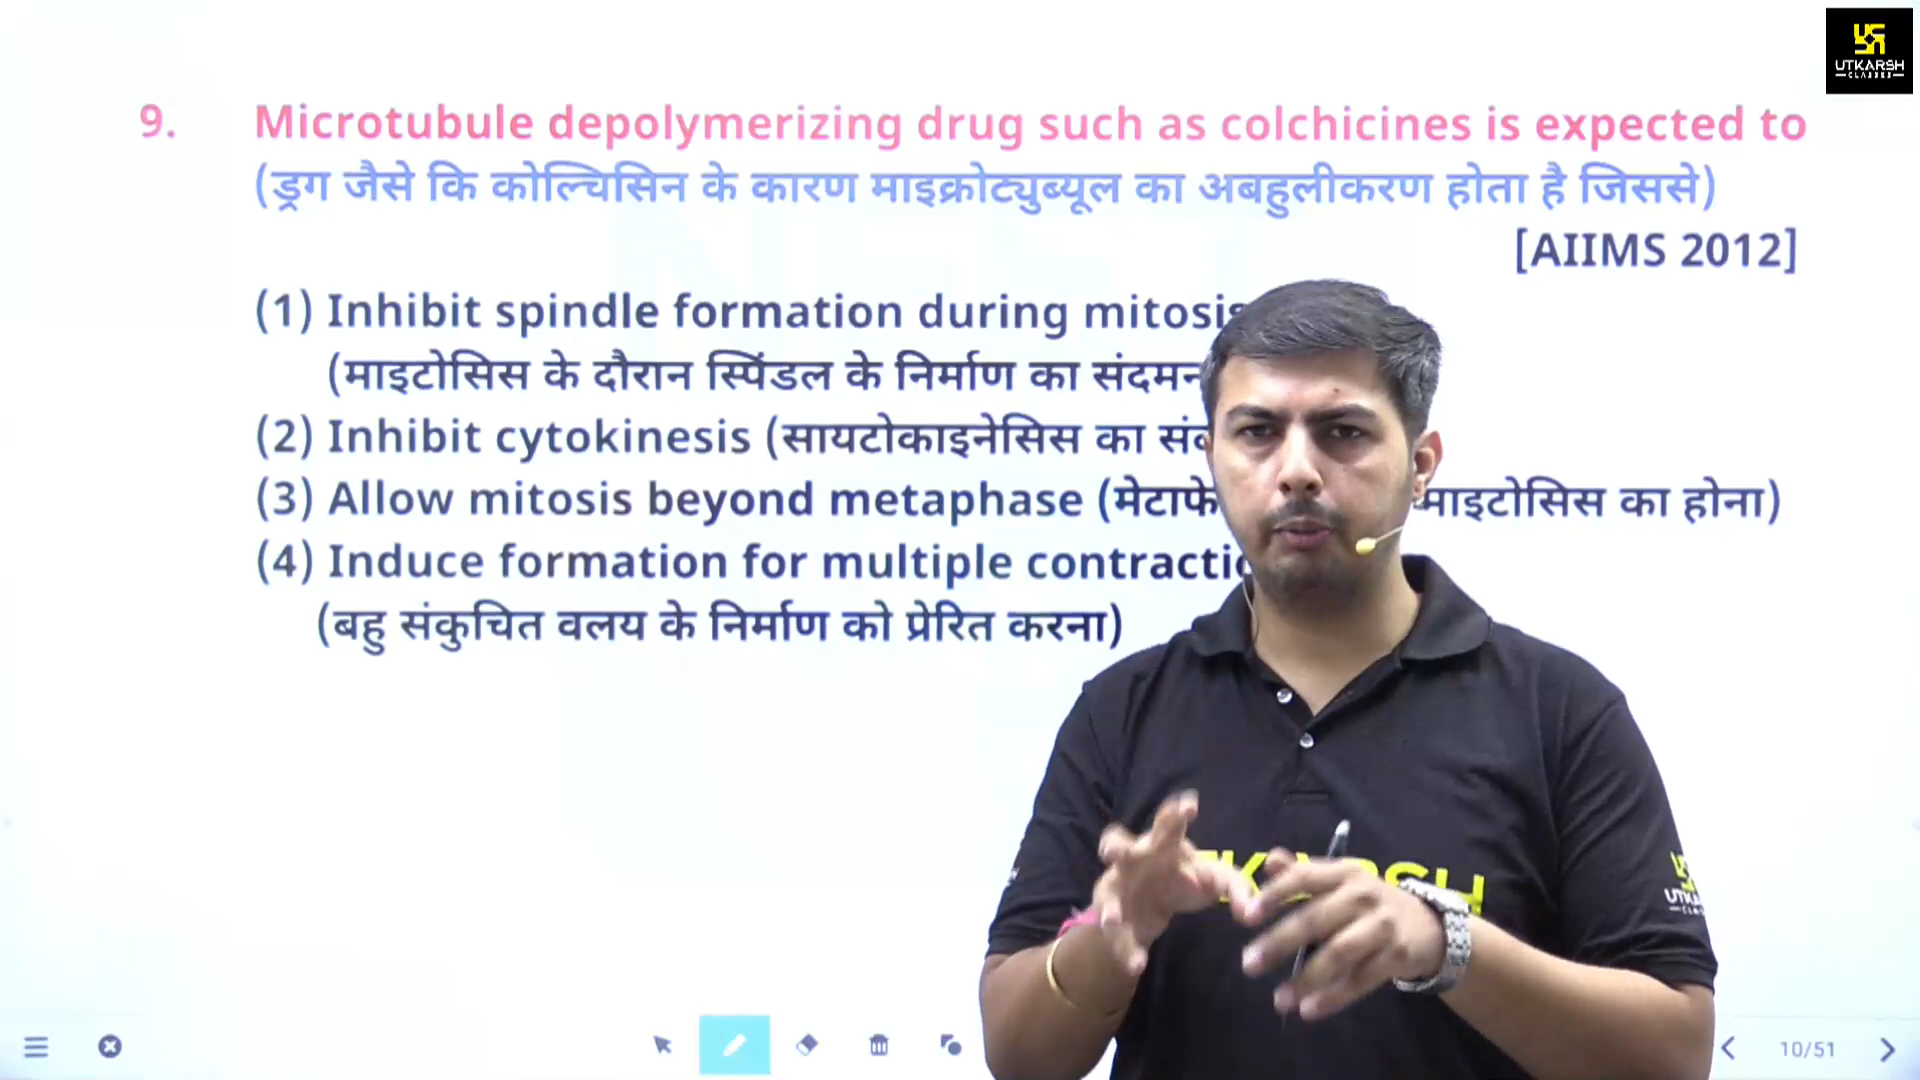 UTKARSH
CLASSES
9. Microtubule depolymerizing drug such as colchicines is expected to
(ड्रग जैसे कि कोल्चिसिन के कारण माइक्रोट्युब्यूल का अबहुलीकरण होता है जिससे)
[AIIMS 2012]
(1) Inhibit spindle formation during mitosis
(माइटोसिस के दौरान स्पिंडल के निर्माण का संदमन
(2) Inhibit cytokinesis (सायटोकाइनेसिस का
(3) Allow mitosis beyond metaphase (माइटोसिस का होना)
(4) Induce formation for multiple
(बहु संकुचित वलय के निर्माण को प्रेरित करना)
10/51